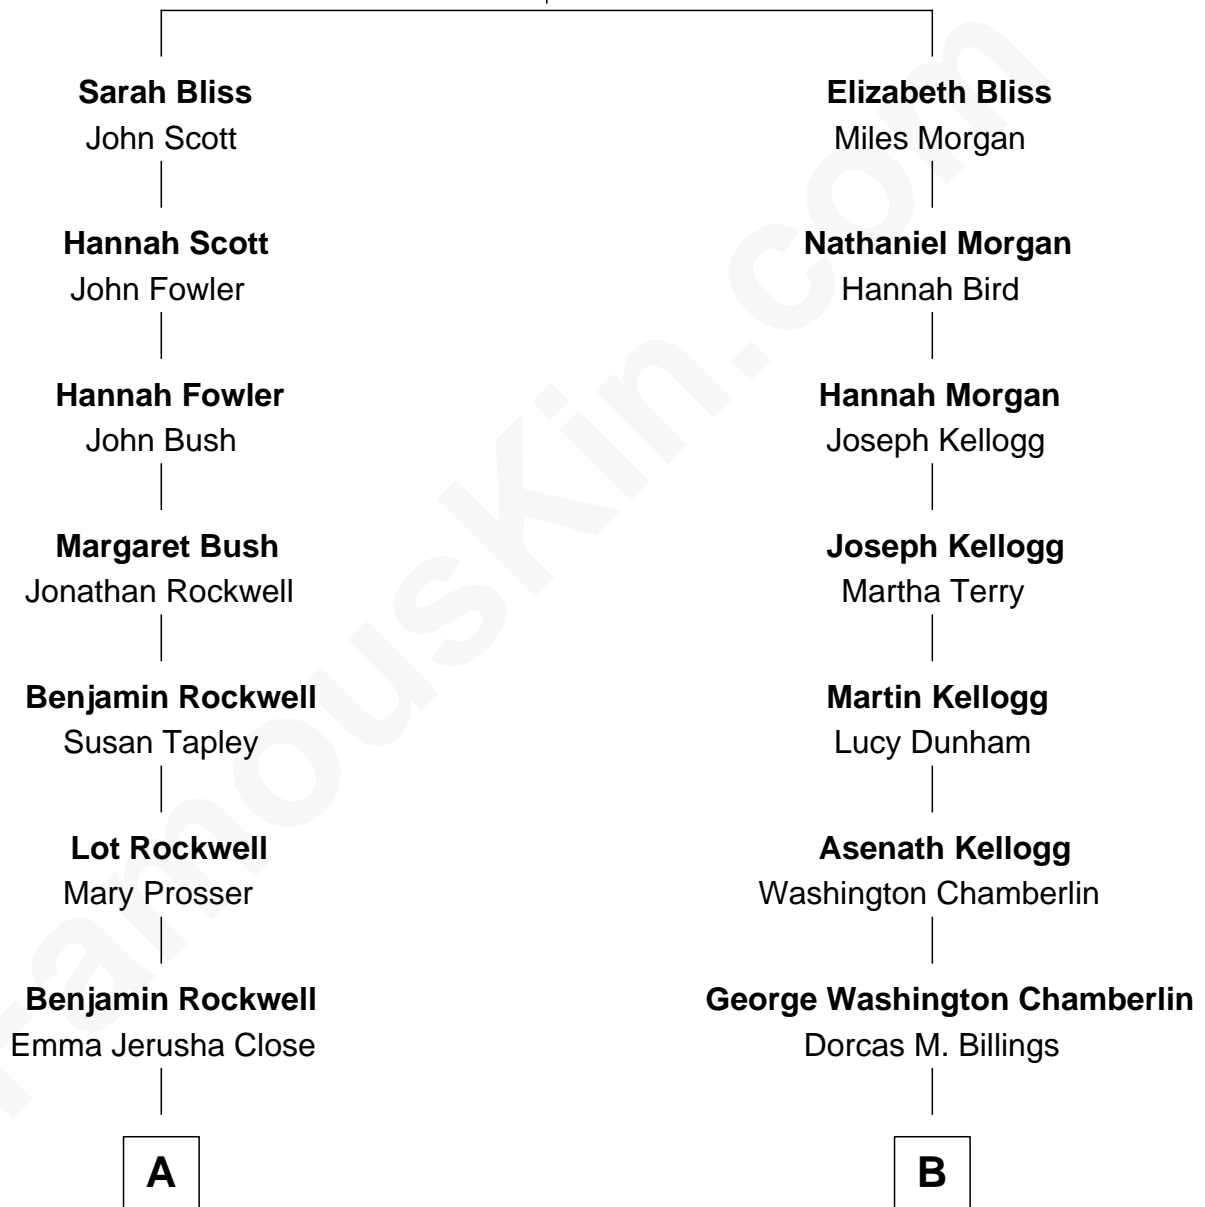 Sarah Bliss
John Scott
Hannah Scott
John Fowler
Hannah Fowler
John Bush
Margaret Bush
Jonathan Rockwell
Benjamin Rockwell
Susan Tapley
Lot Rockwell
Mary Prosser
Benjamin Rockwell
Emma Jerusha Close
A
Elizabeth Bliss
Miles Morgan
Nathaniel Morgan
Hannah Bird
Hannah Morgan
Joseph Kellogg
Joseph Kellogg
Martha Terry
Martin Kellogg
Lucy Dunham
Asenath Kellogg
Washington Chamberlin
George Washington Chamberlin
Dorcas M. Billings
B
FamousKin.com